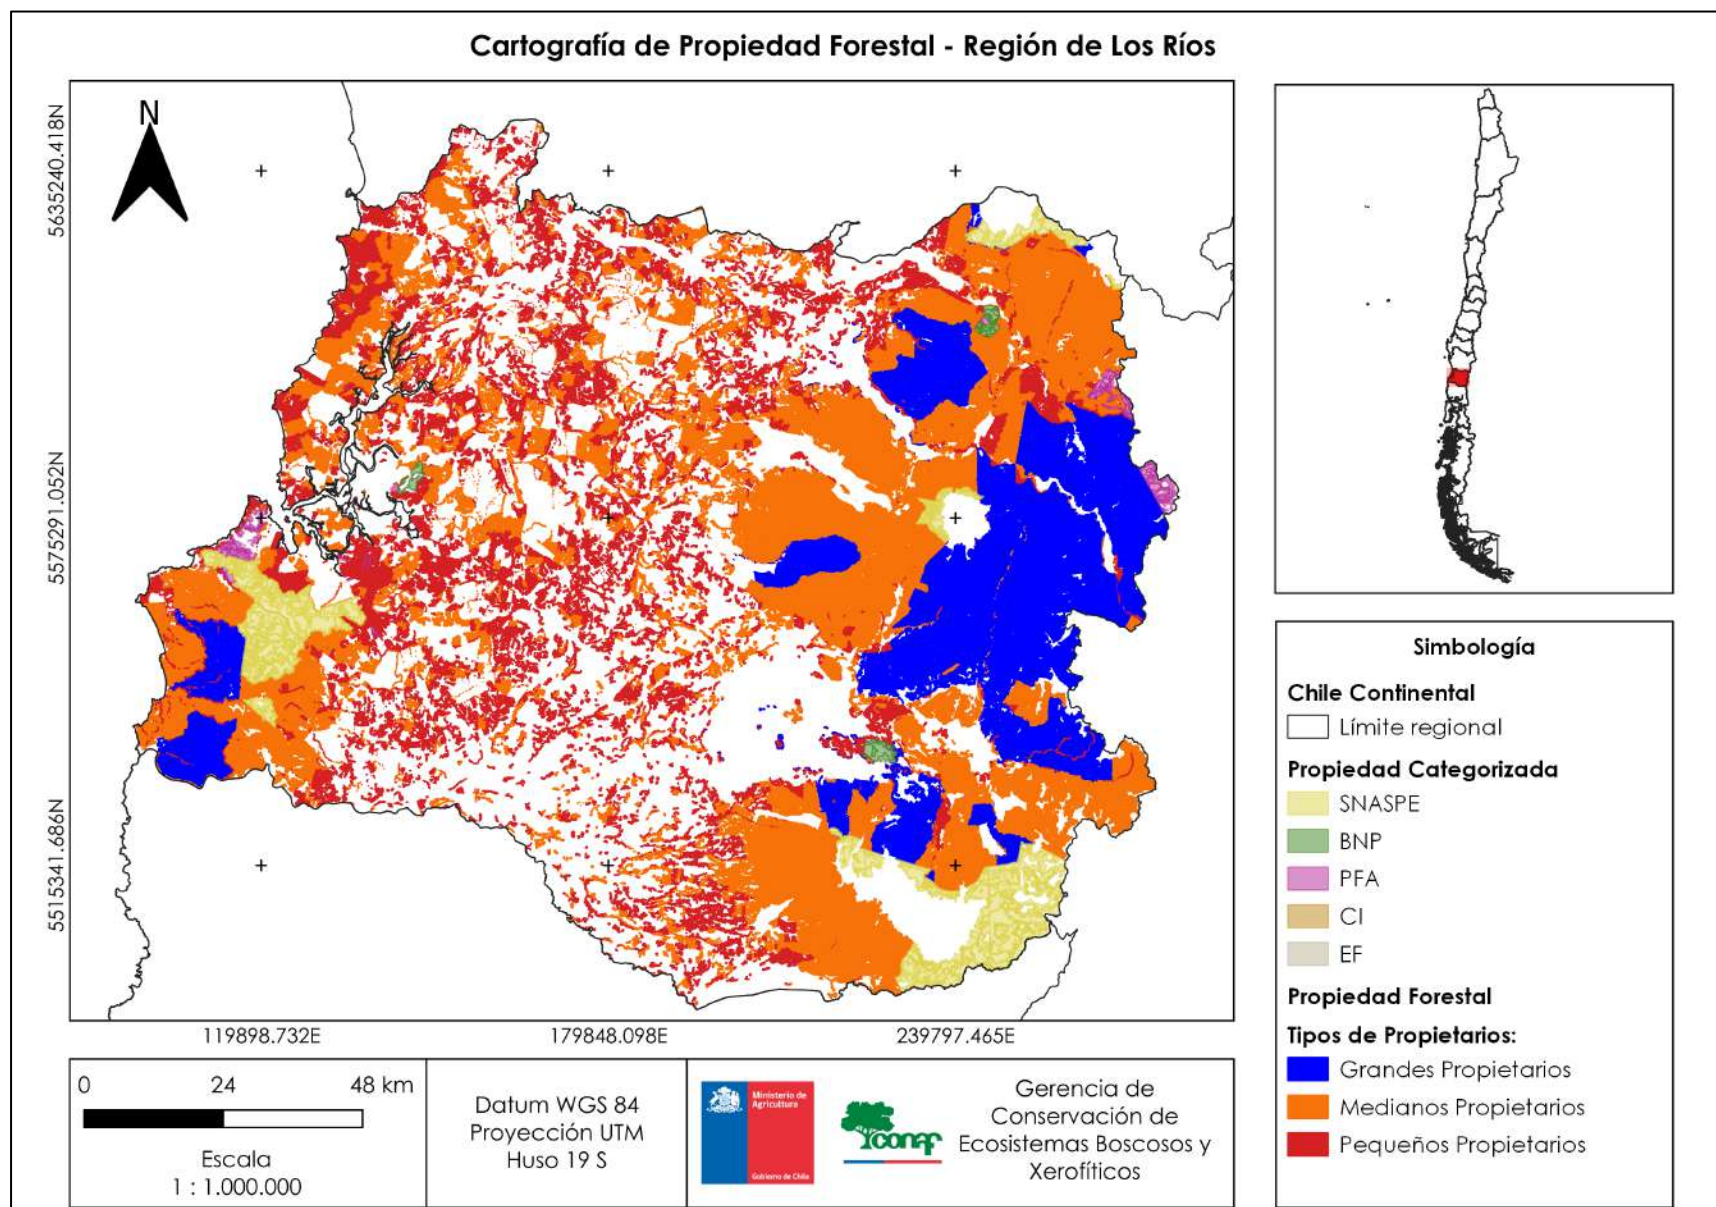 Cartografía de Propiedad Forestal - Región de Los Ríos
N
5635240.418N
5575291.052N
5515341.686N
119898.732E
179848.098E
239797.465E
0 24 48 km
Escala
1 : 1.000.000
Datum WGS 84
Proyección UTM
Huso 19 S
Ministerio de
Agricultura
Gobierno de Chile
conaf
Gerencia de
Conservación de
Ecosistemas Boscosos y
Xerofíticos
Simbología
Chile Continental
Límite regional
Propiedad Categorizada
SNASPE
BNP
PFA
CI
EF
Propiedad Forestal
Tipos de Propietarios:
Grandes Propietarios
Medianos Propietarios
Pequeños Propietarios